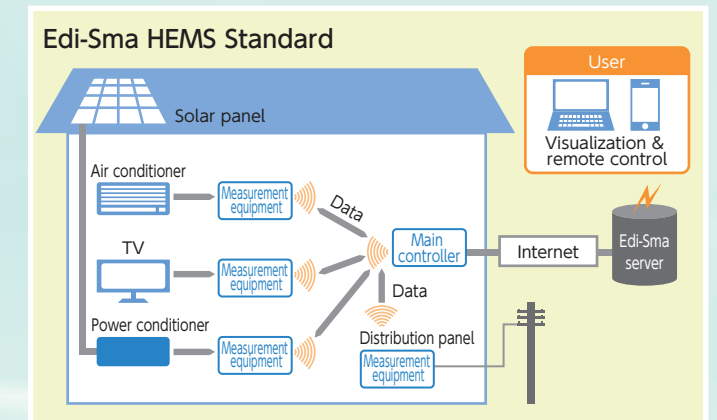 Edi-Sma HEMS Standard
User
Visualization &
remote control
Solar panel
Air conditioner
Measurement
equipment
Data
TV
Measurement
equipment
Main
controller
Internet
Edi-Sma
server
Data
Power conditioner
Measurement
equipment
Distribution panel
Measurement
equipment